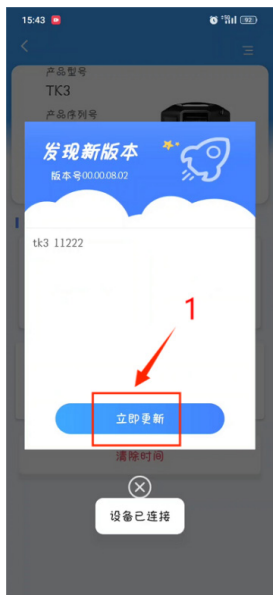 15:43
92
产品型号
TK3
产品序列号
发现新版本
版本号00.00.08.02
tk3 11222
1
立即更新
清除时间
设备已连接